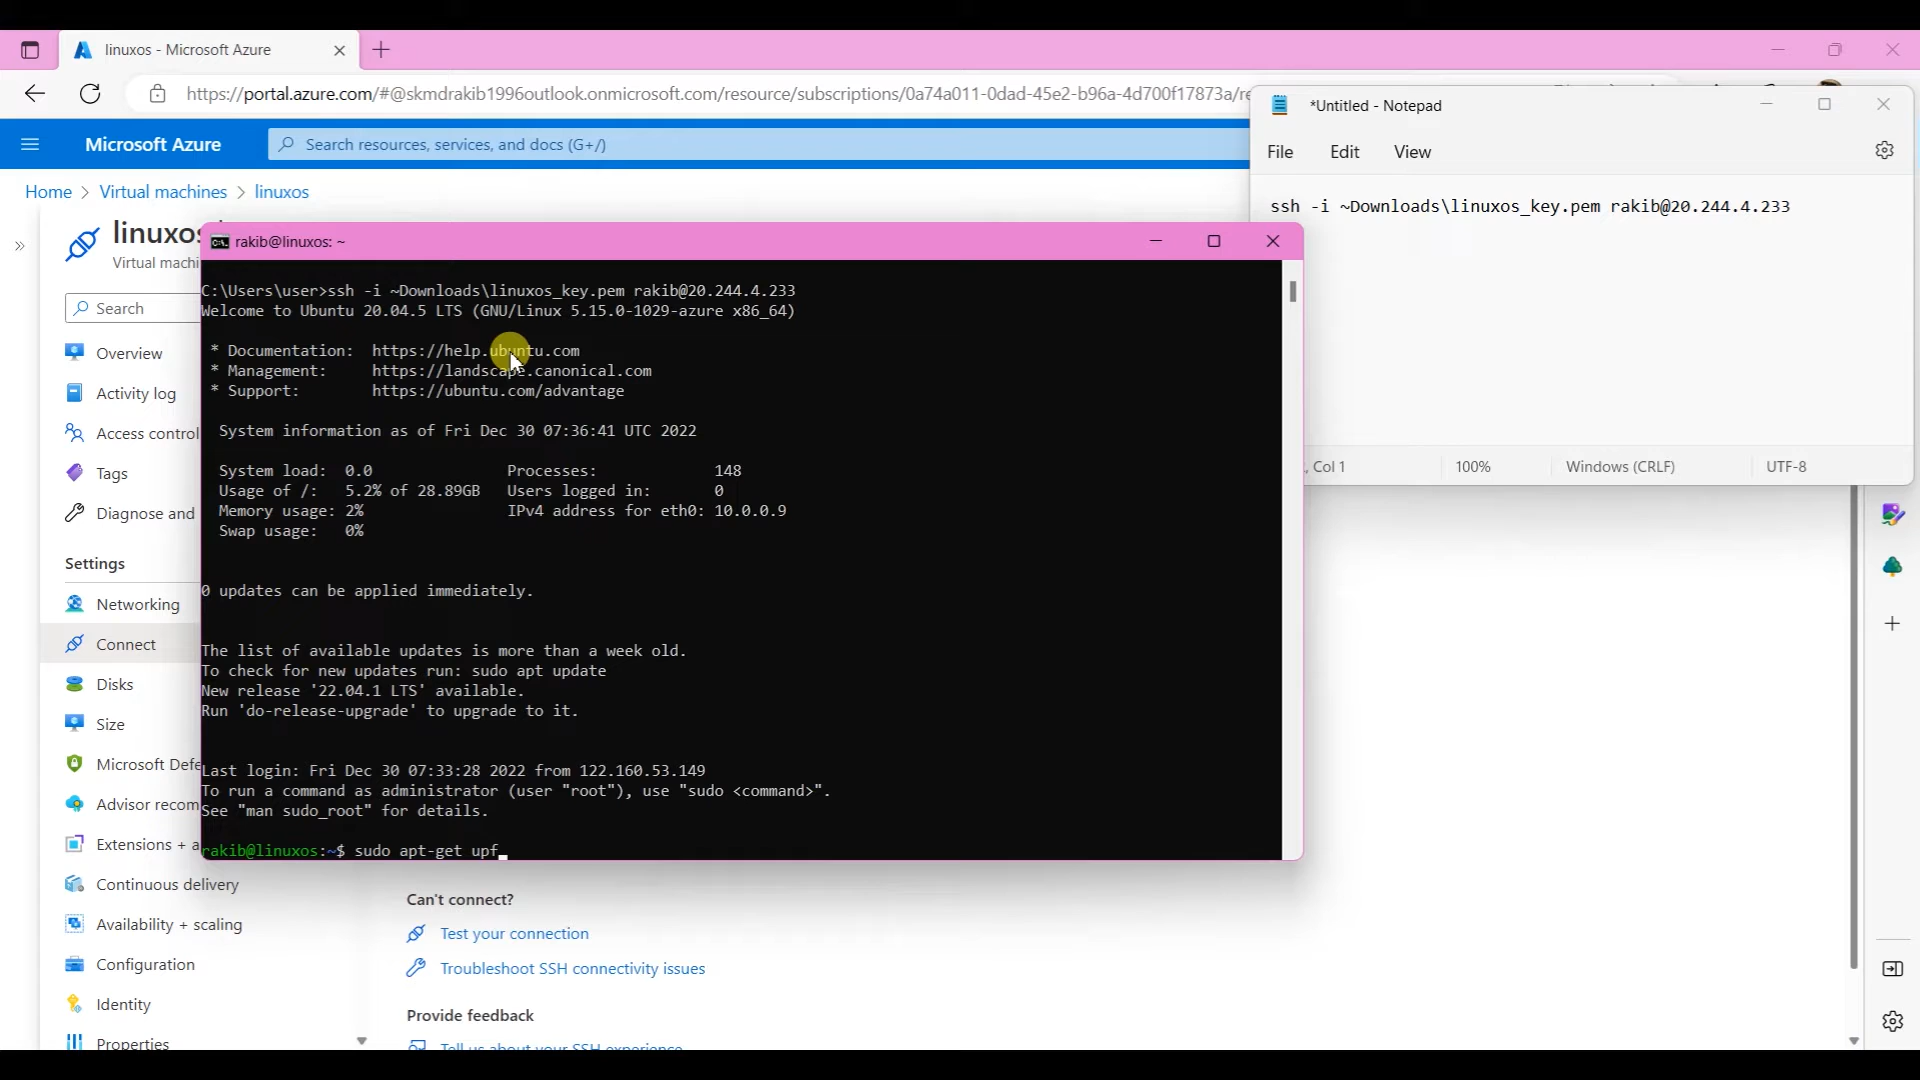 linuxos - Microsoft Azure
https://portal.azure.com/#@skmdrakib1996outlook.onmicrosoft.com/resource/subscriptions/0a74a011-0dad-45e2-b96a-4d700f17873a/re
Microsoft Azure
Search resources, services, and docs (G+/)
Home > Virtual machines > linuxos
*Untitled - Notepad
File Edit View
ssh -i ~Downloads\linuxos_key.pem rakib@20.244.4.233
, Col 1 100% Windows (CRLF) UTF-8
linuxos
Virtual machi
Search
Overview
Activity log
Access control
Tags
Diagnose and
Settings
Networking
Connect
Disks
Size
Microsoft Defe
Advisor recom
Extensions + a
Continuous delivery
Availability + scaling
Configuration
Identity
Properties
rakib@linuxos: ~
C:\Users\user>ssh -i ~Downloads\linuxos_key.pem rakib@20.244.4.233
Welcome to Ubuntu 20.04.5 LTS (GNU/Linux 5.15.0-1029-azure x86_64)
* Documentation: https://help.ubuntu.com
* Management: https://landscape.canonical.com
* Support: https://ubuntu.com/advantage
System information as of Fri Dec 30 07:36:41 UTC 2022
System load: 0.0 Processes: 148
Usage of /: 5.2% of 28.89GB Users logged in: 0
Memory usage: 2% IPv4 address for eth0: 10.0.0.9
Swap usage: 0%
0 updates can be applied immediately.
The list of available updates is more than a week old.
To check for new updates run: sudo apt update
New release '22.04.1 LTS' available.
Run 'do-release-upgrade' to upgrade to it.
Last login: Fri Dec 30 07:33:28 2022 from 122.160.53.149
To run a command as administrator (user "root"), use "sudo <command>".
See "man sudo_root" for details.
rakib@linuxos:~$ sudo apt-get upf
Can't connect?
Test your connection
Troubleshoot SSH connectivity issues
Provide feedback
Tell us about your SSH experience